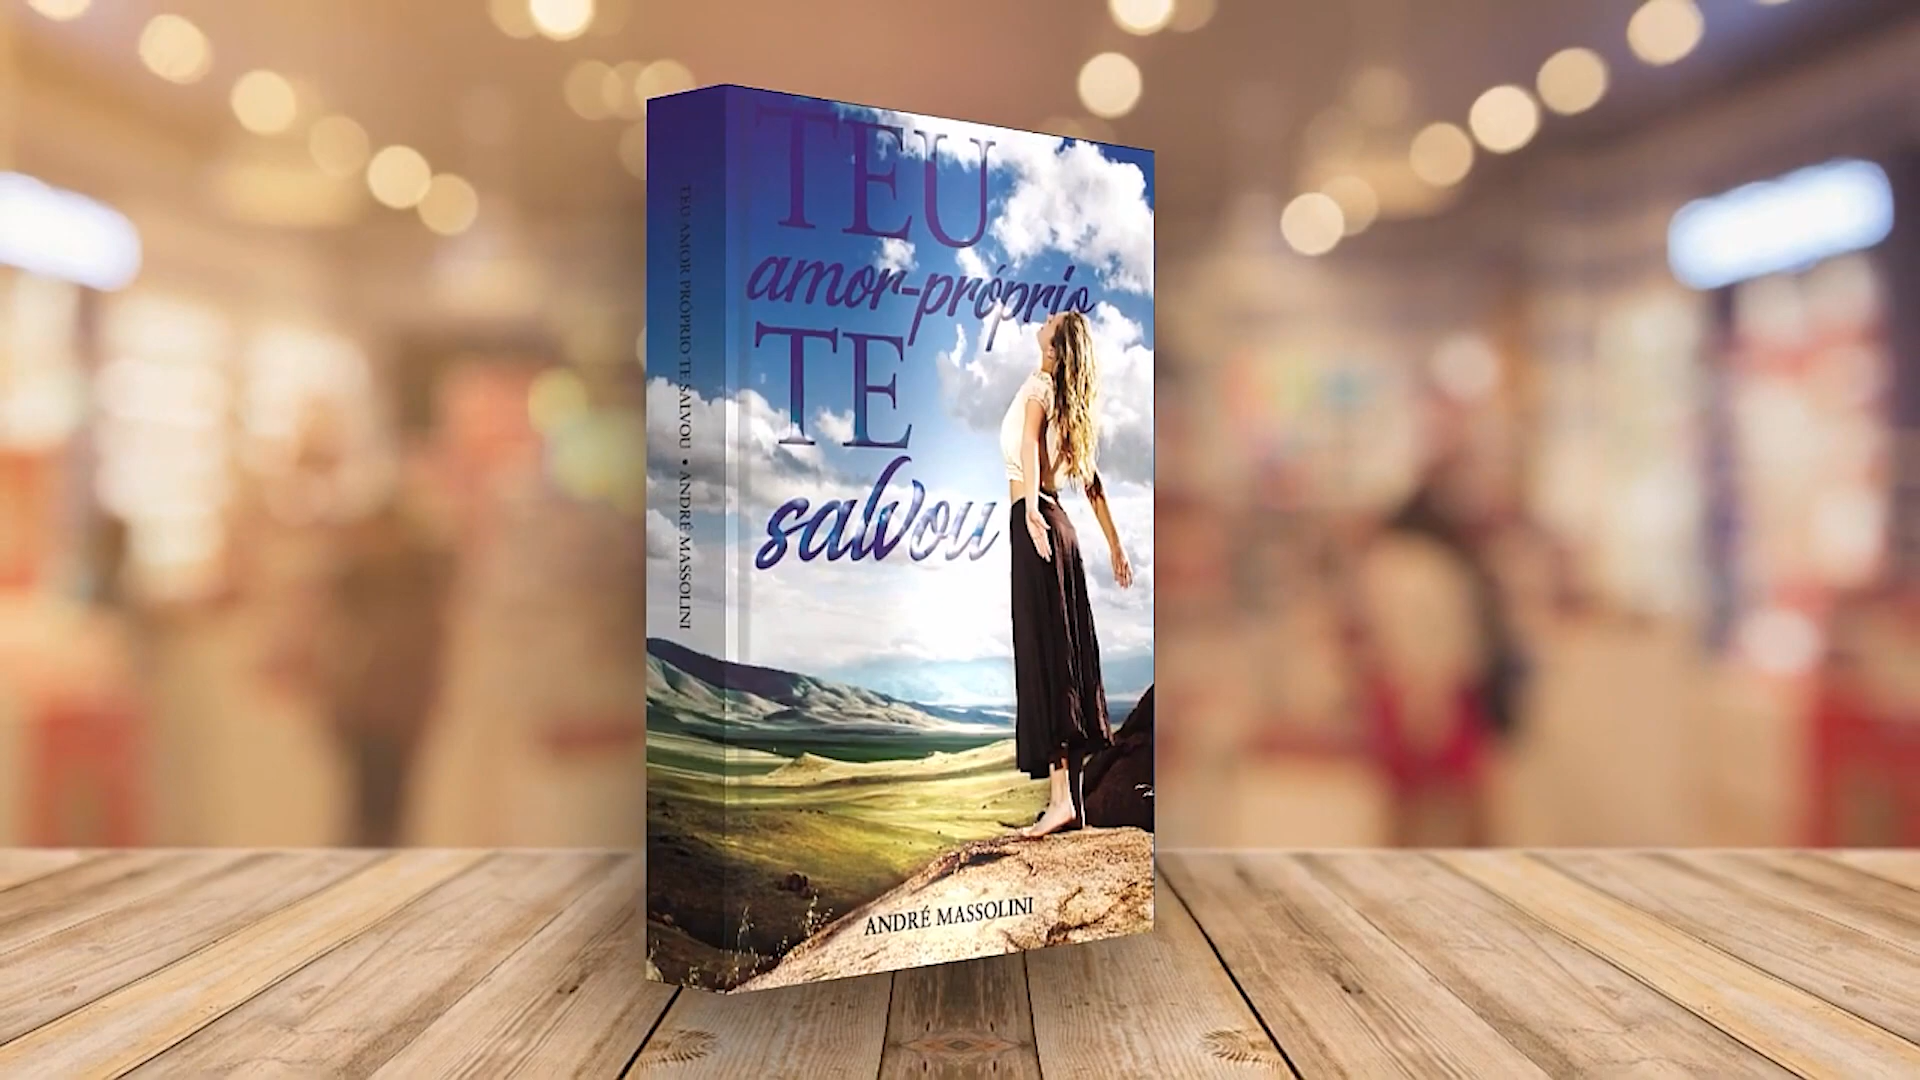 TEU AMOR PRÓPRIO TE SALVOU • ANDRÉ MASSOLINI
TEU
amor-próprio
TE
salvou
ANDRÉ MASSOLINI